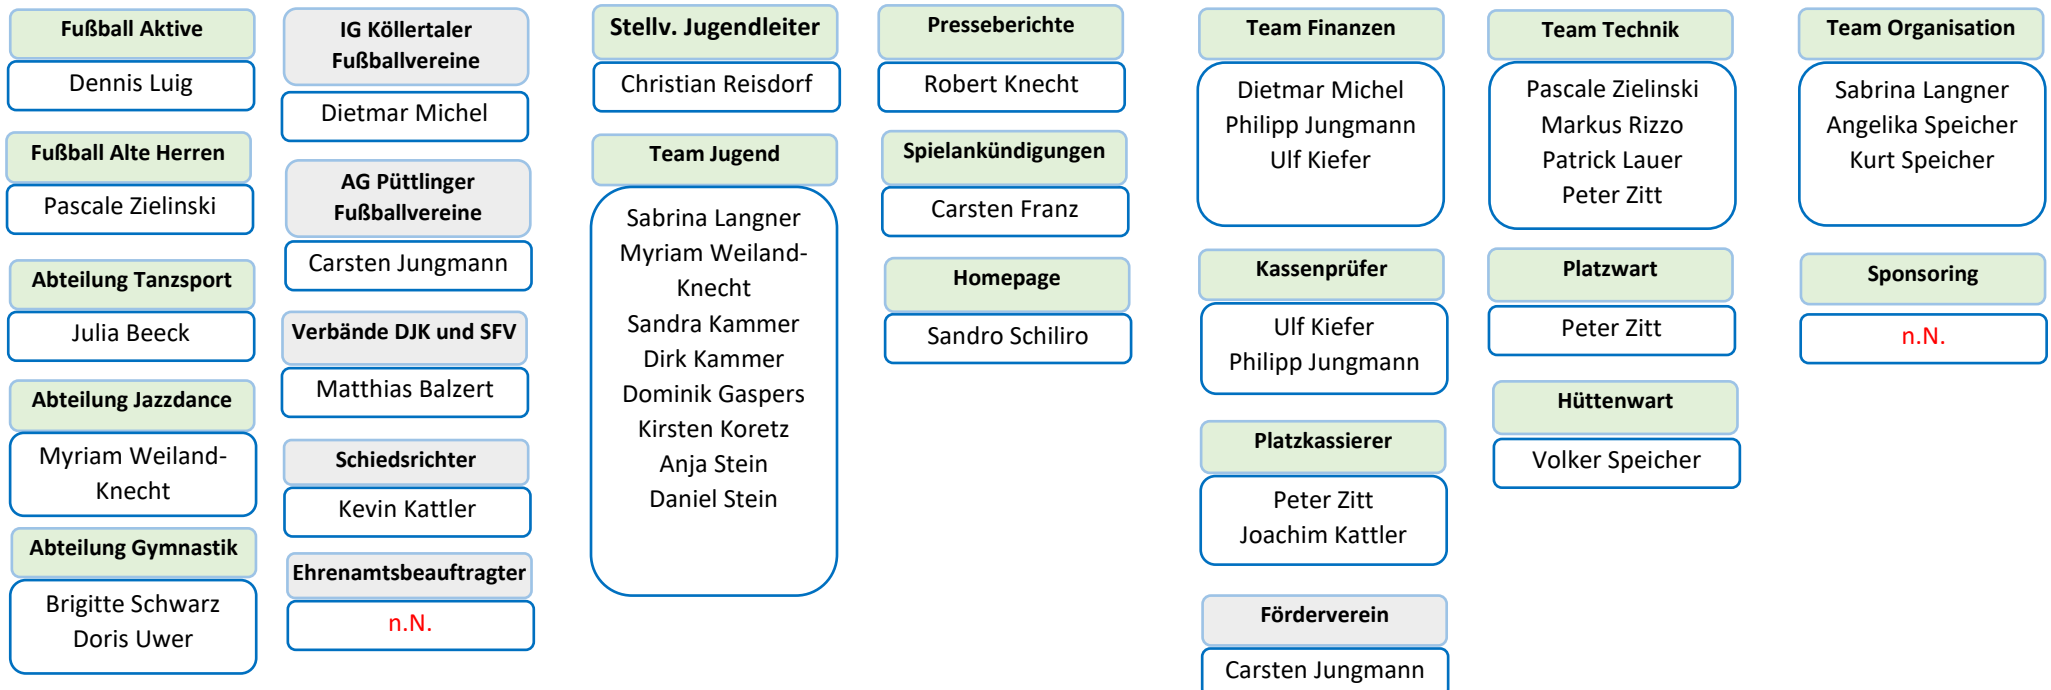 Fußball Aktive
Dennis Luig
Fußball Alte Herren
Pascale Zielinski
Abteilung Tanzsport
Julia Beeck
Abteilung Jazzdance
Myriam Weiland-
Knecht
Abteilung Gymnastik
Brigitte Schwarz
Doris Uwer
IG Köllertaler
Fußballvereine
Dietmar Michel
AG Püttlinger
Fußballvereine
Carsten Jungmann
Verbände DJK und SFV
Matthias Balzert
Schiedsrichter
Kevin Kattler
Ehrenamtsbeauftragter
n.N.
Stellv. Jugendleiter
Christian Reisdorf
Team Jugend
Sabrina Langner
Myriam Weiland-
Knecht
Sandra Kammer
Dirk Kammer
Dominik Gaspers
Kirsten Koretz
Anja Stein
Daniel Stein
Presseberichte
Robert Knecht
Spielankündigungen
Carsten Franz
Homepage
Sandro Schiliro
Team Finanzen
Dietmar Michel
Philipp Jungmann
Ulf Kiefer
Kassenprüfer
Ulf Kiefer
Philipp Jungmann
Platzkassierer
Peter Zitt
Joachim Kattler
Förderverein
Carsten Jungmann
Team Technik
Pascale Zielinski
Markus Rizzo
Patrick Lauer
Peter Zitt
Platzwart
Peter Zitt
Hüttenwart
Volker Speicher
Team Organisation
Sabrina Langner
Angelika Speicher
Kurt Speicher
Sponsoring
n.N.